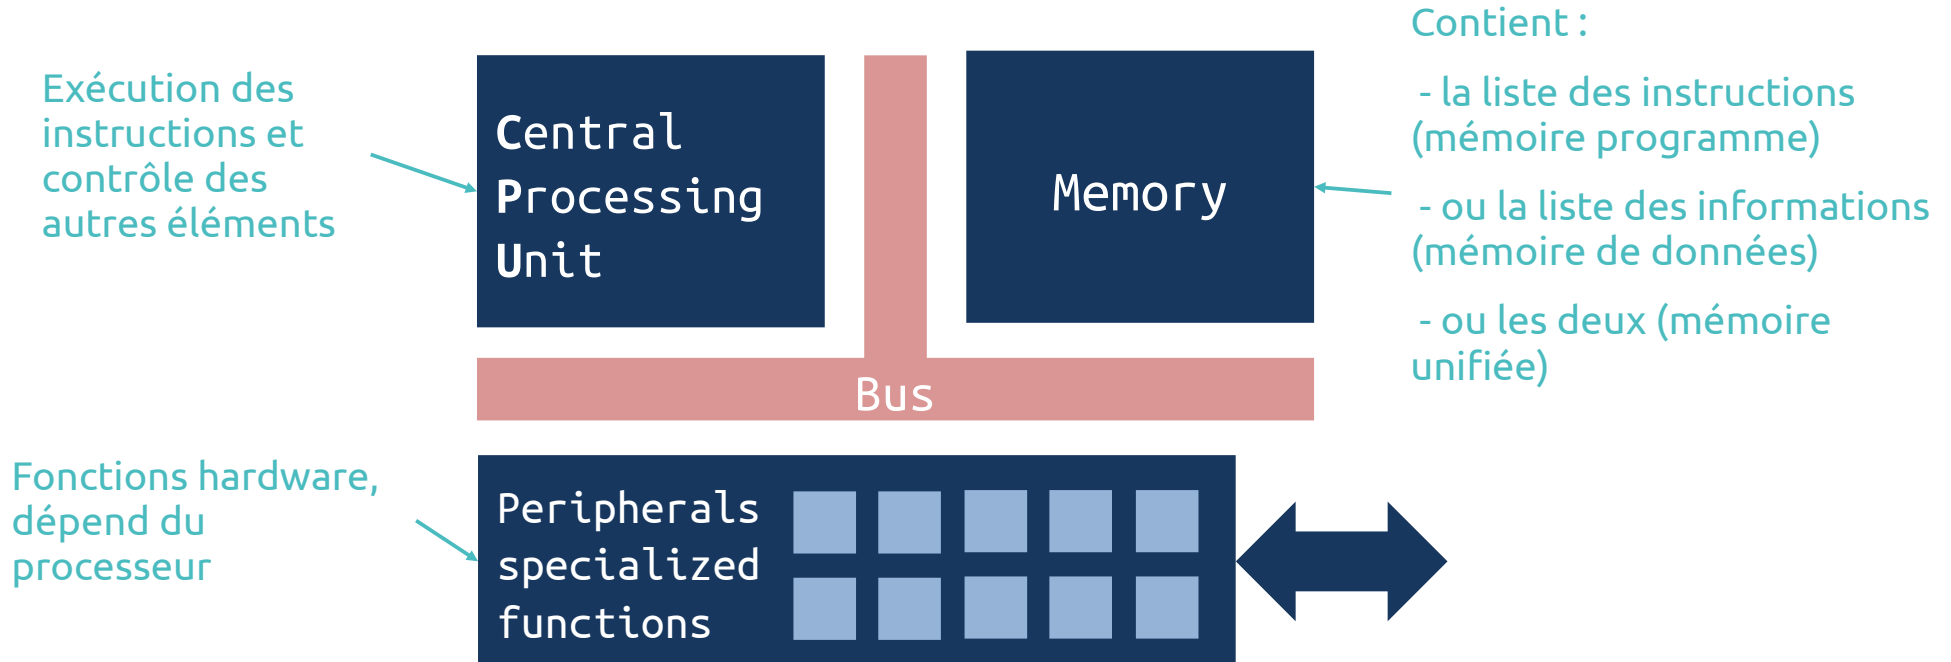 Exécution des
instructions et
contrôle des
autres éléments
Central
Processing
Unit
Memory
Contient :
- la liste des instructions
(mémoire programme)
- ou la liste des informations
(mémoire de données)
- ou les deux (mémoire
unifiée)
Bus
Fonctions hardware,
dépend du
processeur
Peripherals
specialized
functions